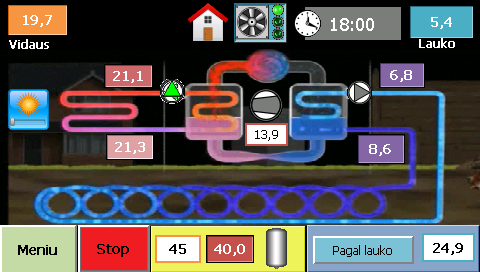 19,7
Vidaus
18:00
5,4
Lauko
21,1
6,8
13,9
21,3
8,6
Meniu
Stop
45
40,0
Pagal lauko
24,9